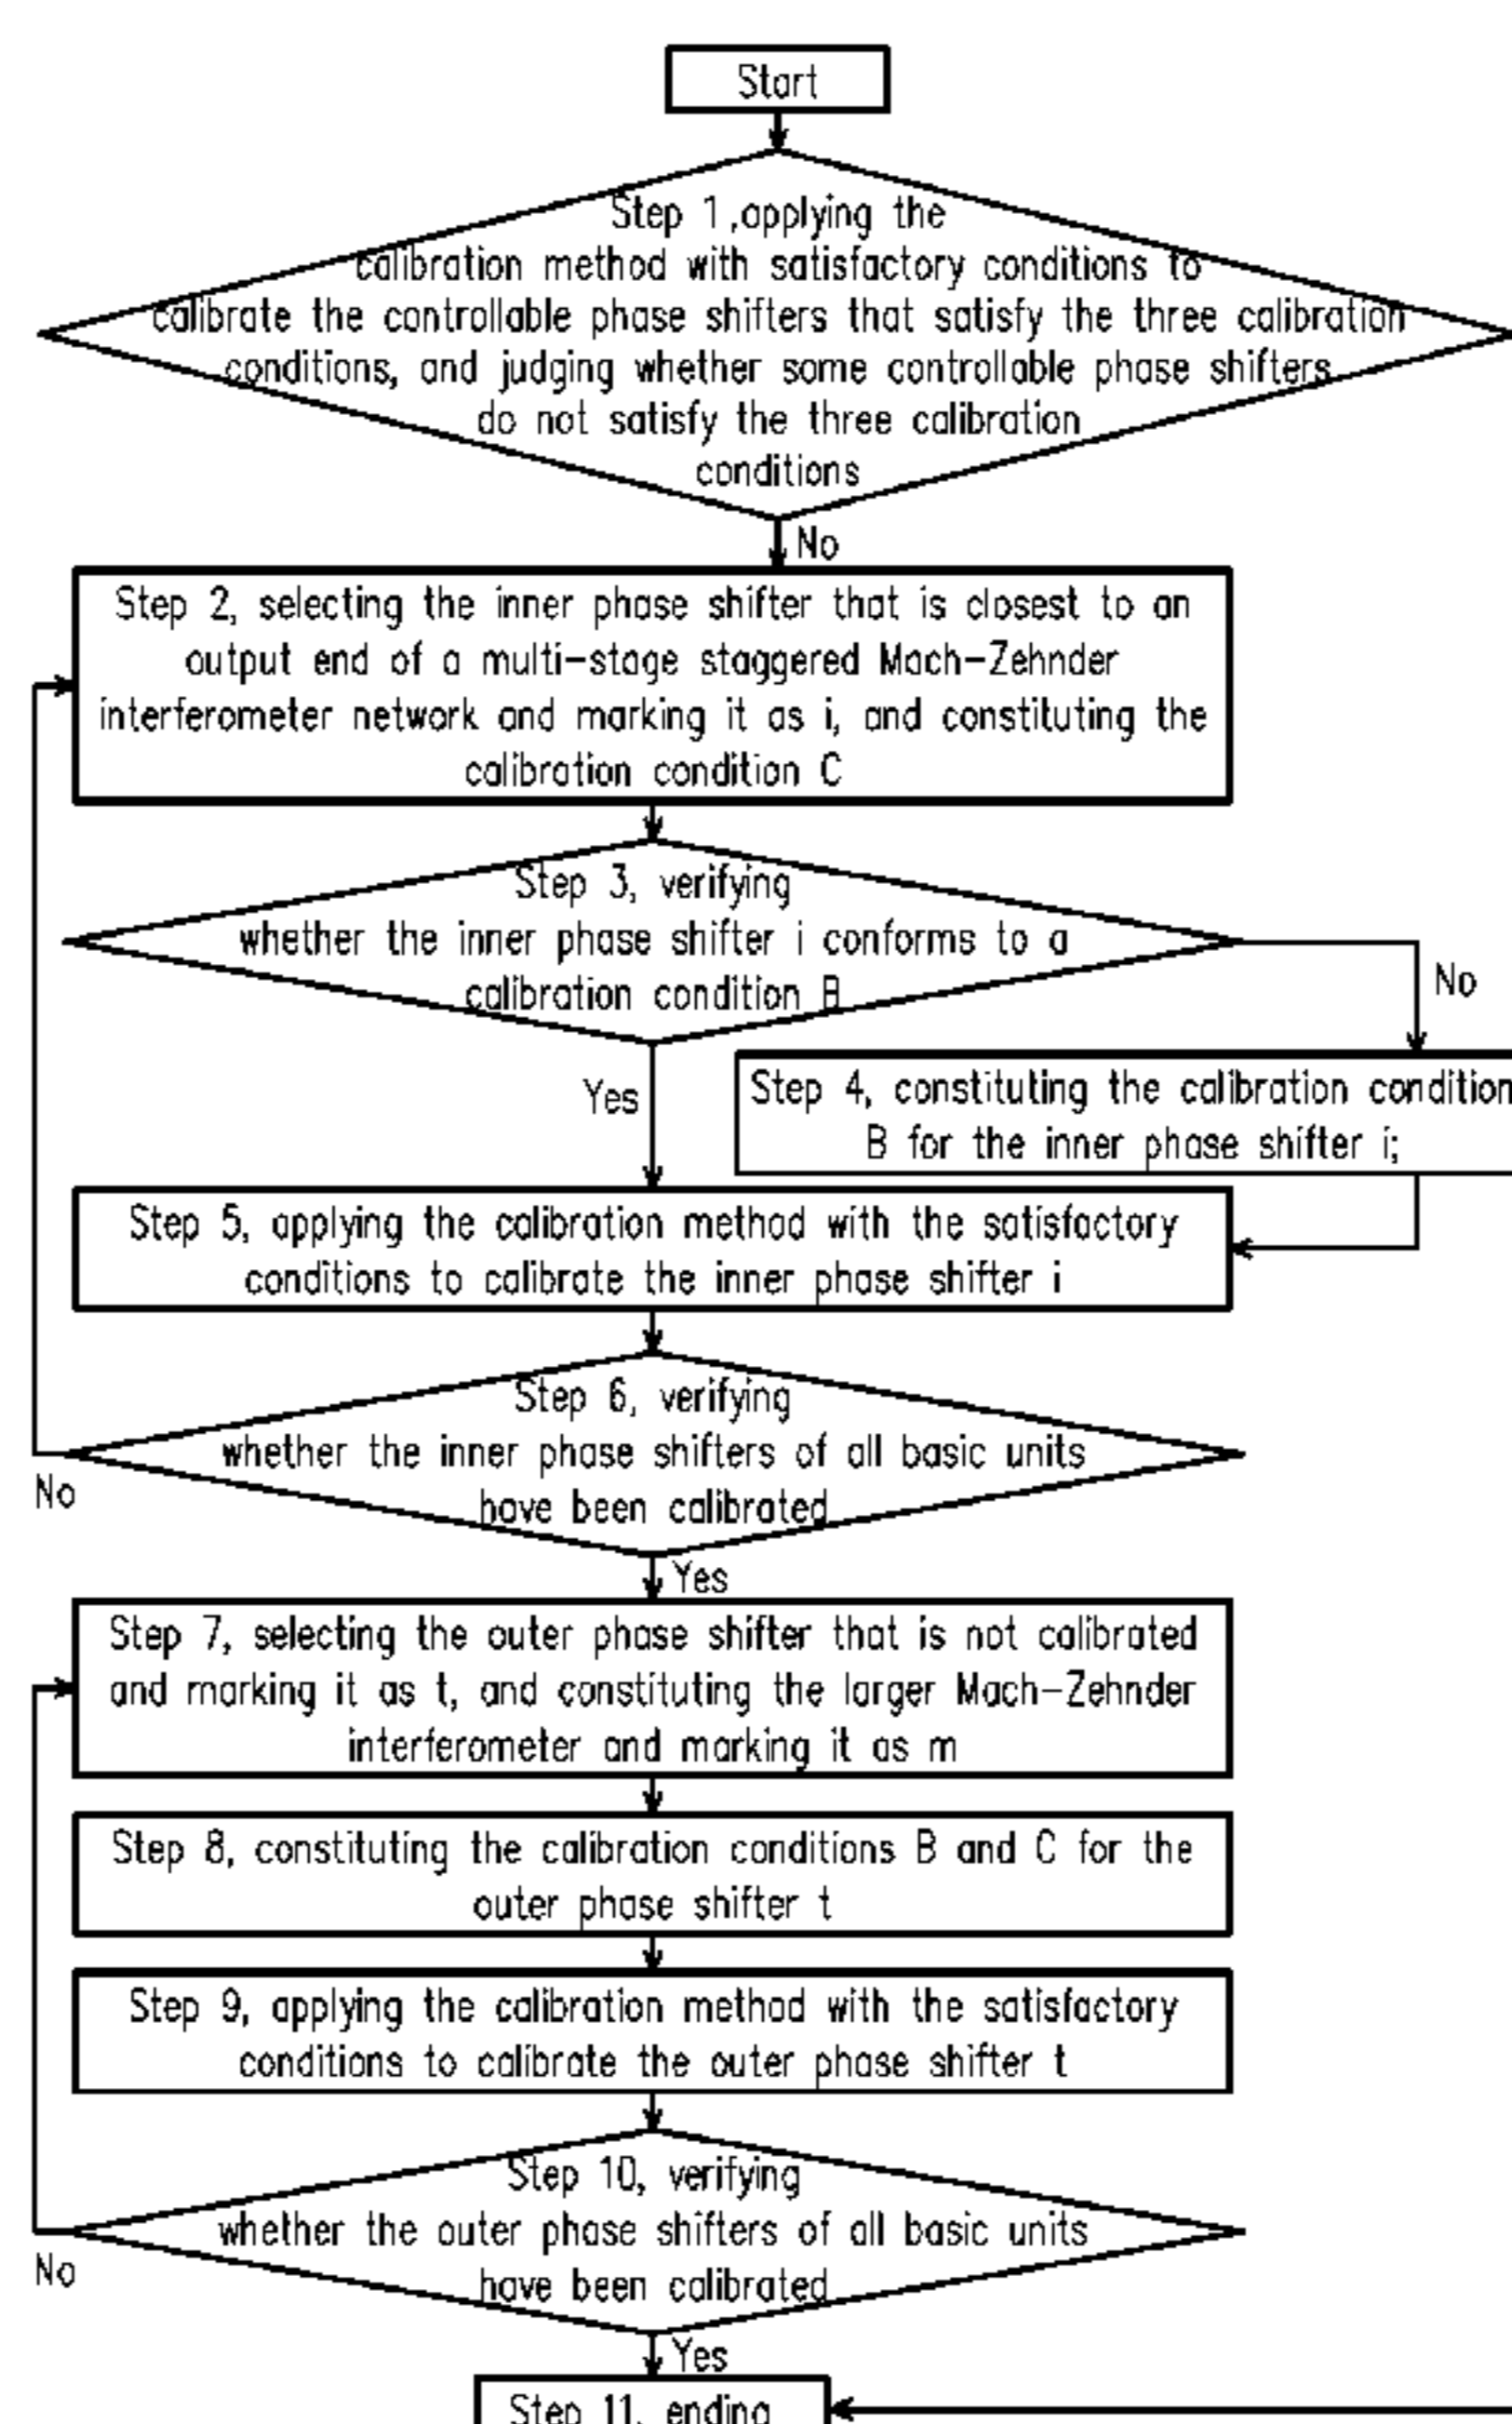 Start
Step 1,applying the
calibration method with satisfactory conditions to
calibrate the controllable phase shifters that satisfy the three calibration
conditions, and judging whether some controllable phase shifters
do not satisfy the three calibration
conditions
No
Step 2, selecting the inner phase shifter that is closest to an
output end of a multi-stage staggered Mach-Zehnder
interferometer network and marking it as i, and constituting the
calibration condition C
Step 3, verifying
whether the inner phase shifter i conforms to a
calibration condition B
No
Yes
Step 4, constituting the calibration condition
B for the inner phase shifter i;
Step 5, applying the calibration method with the satisfactory
conditions to calibrate the inner phase shifter i
Step 6, verifying
whether the inner phase shifters of all basic units
have been calibrated
No
Yes
Step 7, selecting the outer phase shifter that is not calibrated
and marking it as t, and constituting the larger Mach-Zehnder
interferometer and marking it as m
Step 8, constituting the calibration conditions B and C for the
outer phase shifter t
Step 9, applying the calibration method with the satisfactory
conditions to calibrate the outer phase shifter t
Step 10, verifying
whether the outer phase shifters of all basic units
have been calibrated
No
Yes
Step 11, ending